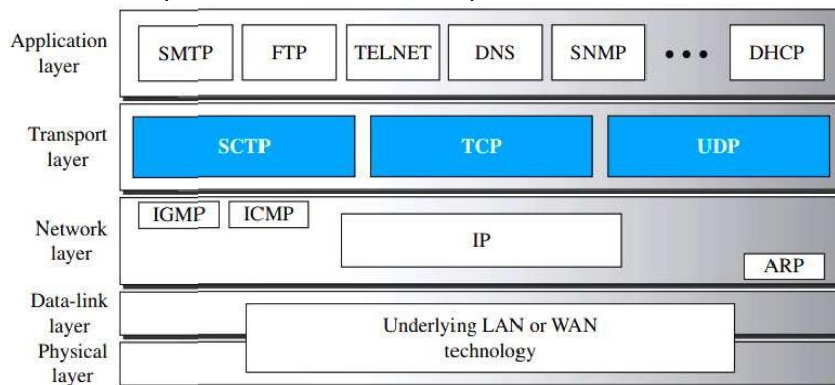 Application
layer
SMTP FTP TELNET DNS SNMP ••• DHCP
Transport
layer
SCTP TCP UDP
Network
layer
IGMP ICMP
IP
ARP
Data-link
layer
Physical
layer
Underlying LAN or WAN
technology